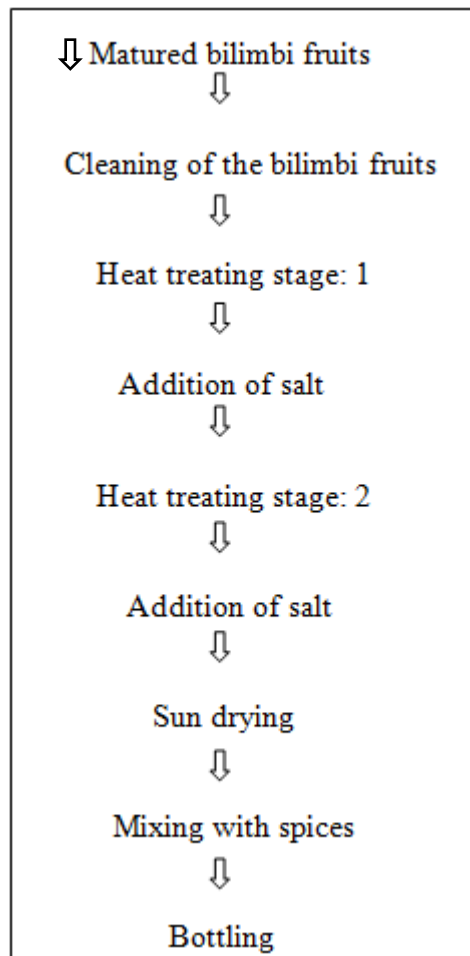 ⇩ Matured bilimbi fruits
⇩
Cleaning of the bilimbi fruits
⇩
Heat treating stage: 1
⇩
Addition of salt
⇩
Heat treating stage: 2
⇩
Addition of salt
⇩
Sun drying
⇩
Mixing with spices
⇩
Bottling